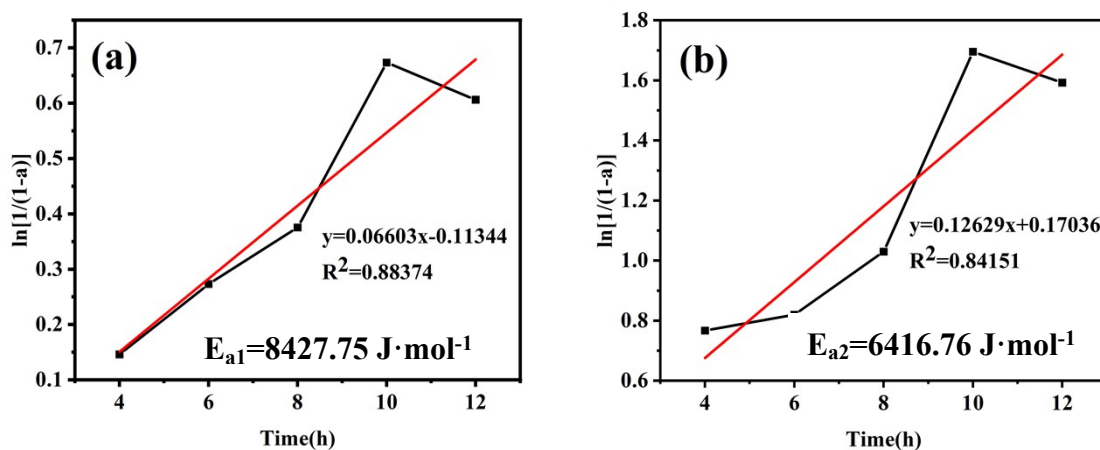 (a)
ln[1/(1-a)]
0.7
0.6
0.5
0.4
0.3
0.2
0.1
y=0.06603x-0.11344
R²=0.88374
Eₐ₁=8427.75 J·mol⁻¹
4 6 8 10 12
Time(h)
(b)
ln[1/(1-a)]
1.8
1.6
1.4
1.2
1.0
0.8
0.6
y=0.12629x+0.17036
R²=0.84151
Eₐ₂=6416.76 J·mol⁻¹
4 6 8 10 12
Time(h)